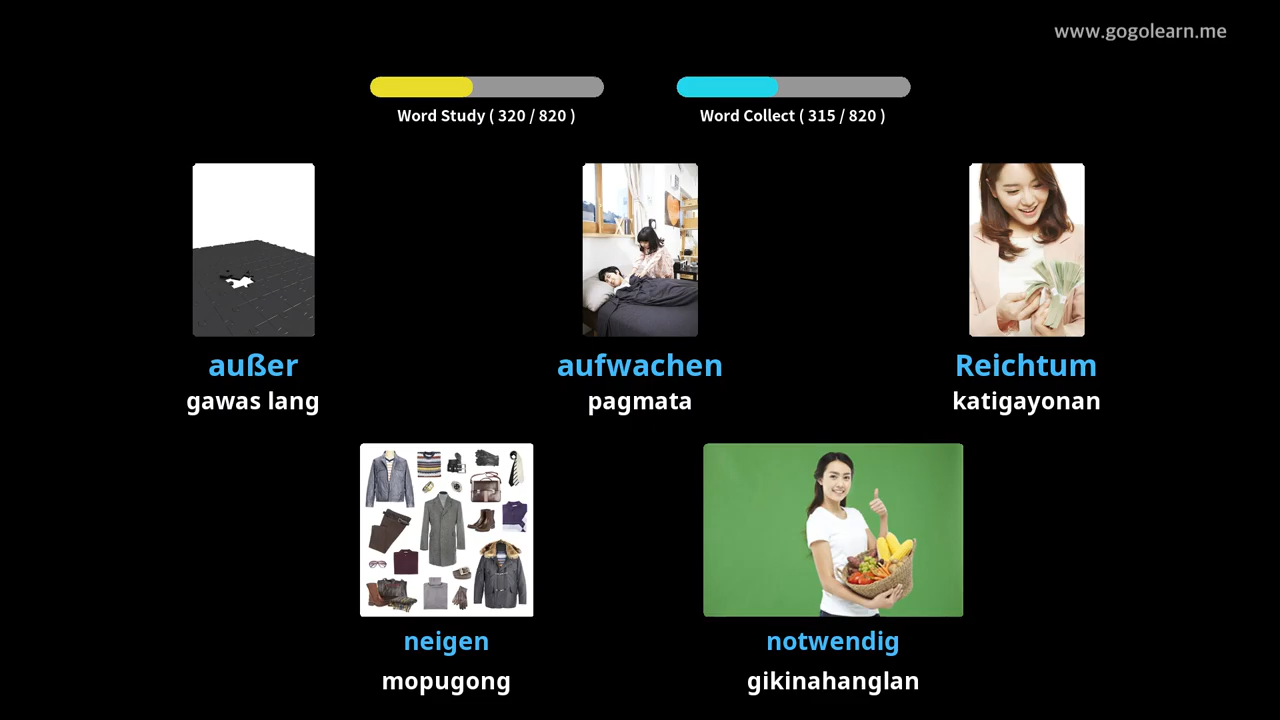 www.gogolearn.me
Word Study ( 320 / 820 )
Word Collect ( 315 / 820 )
außer
gawas lang
aufwachen
pagmata
Reichtum
katigayonan
neigen
mopugong
notwendig
gikinahanglan